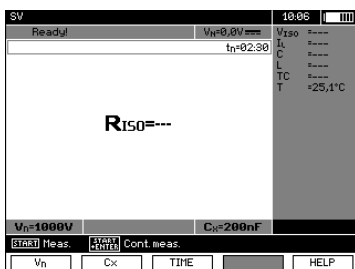 SV 10:06
Ready! VN=0,0V
tn=02:30
VISO =---
IL =---
C =---
L =---
TC =---
T =25,1°C
RISO=---
Vn=1000V CX=200nF
START Meas. START +ENTER Cont.meas.
Vn Cx TIME HELP